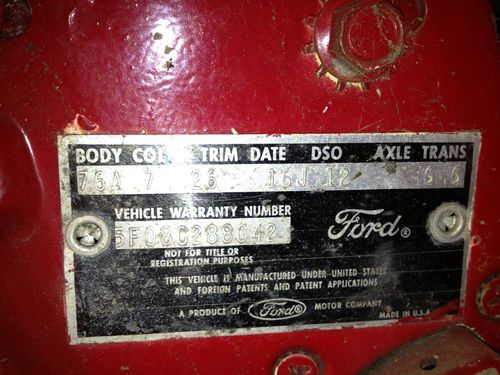 BODY COL TRIM DATE DSO AXLE TRANS
76A 7 26 16J 12 6 6
VEHICLE WARRANTY NUMBER
5F08C288042
Ford®
NOT FOR TITLE OR
REGISTRATION PURPOSES
THIS VEHICLE IS MANUFACTURED UNDER UNITED STATES
AND FOREIGN PATENTS AND PATENT APPLICATIONS
A PRODUCT OF Ford® MOTOR COMPANY
MADE IN U.S.A.